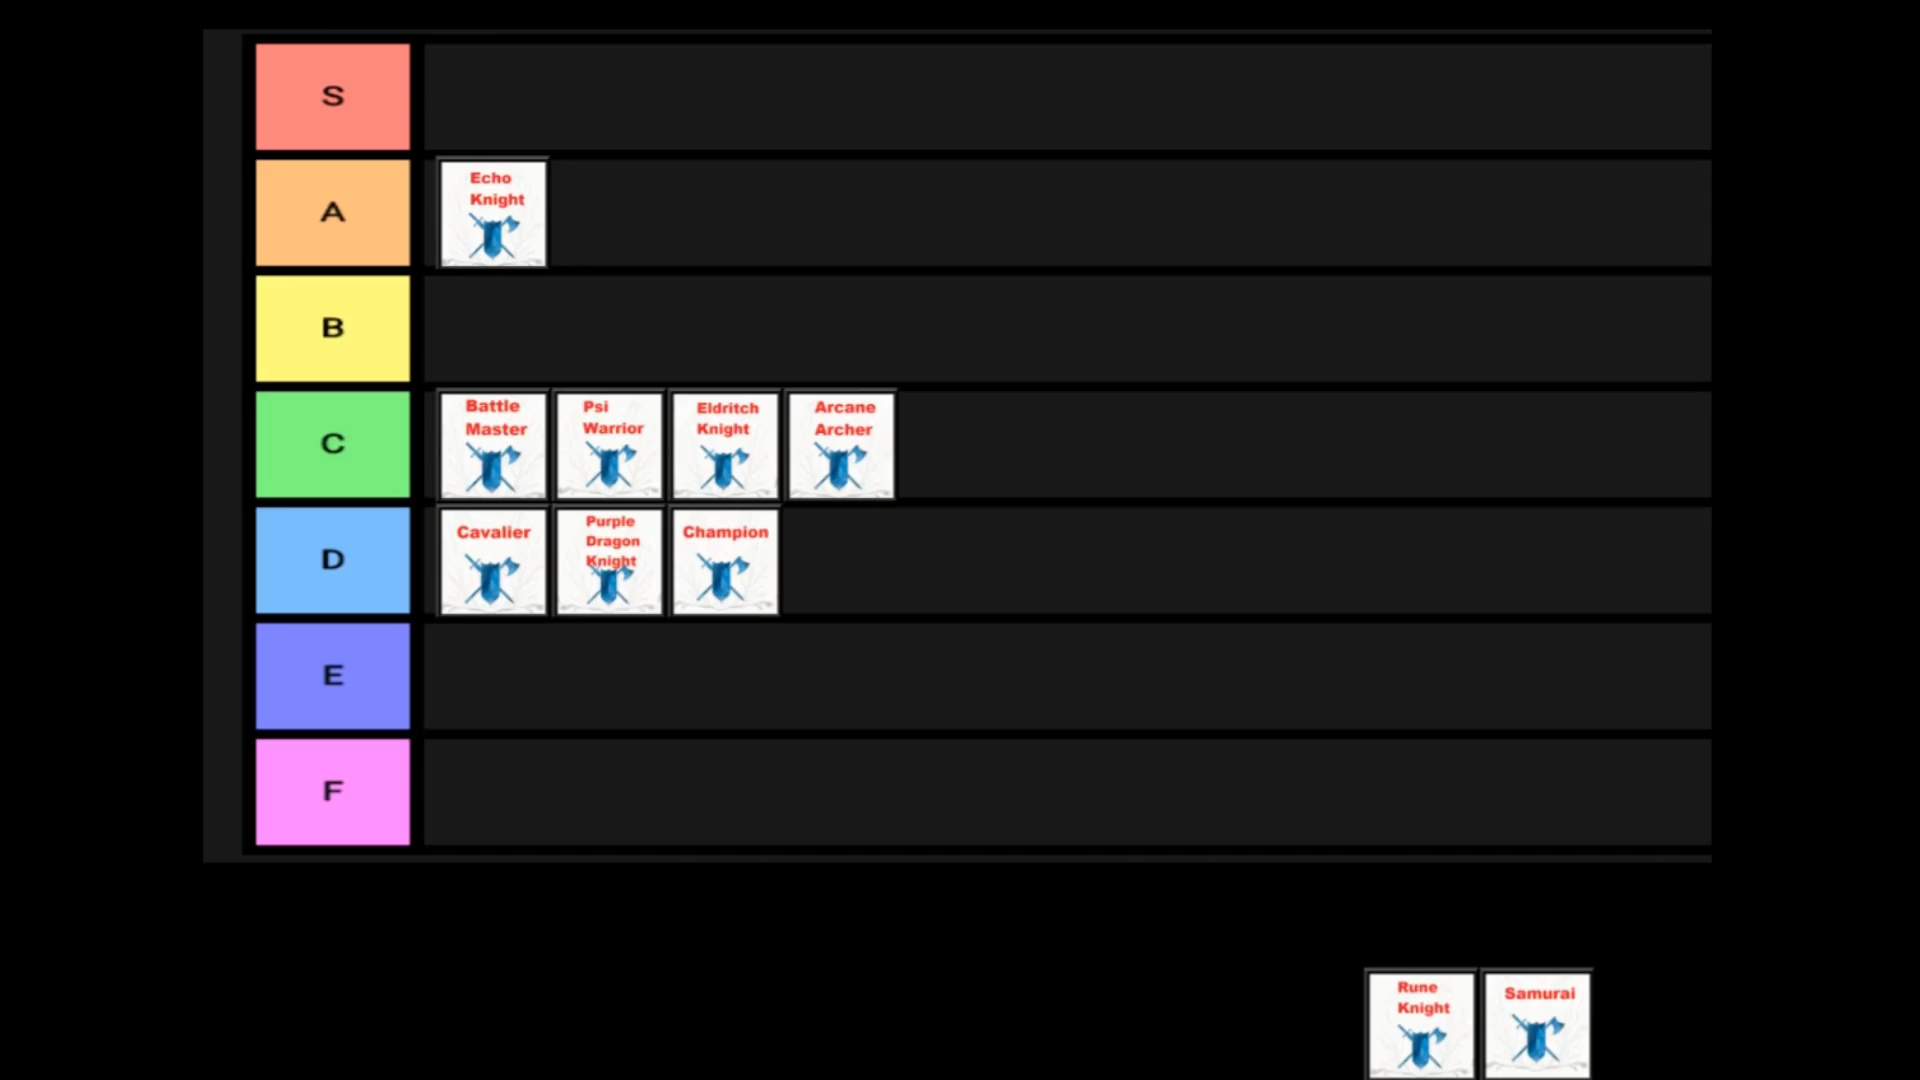 S
A
Echo
Knight
B
C
Battle
Master
Psi
Warrior
Eldritch
Knight
Arcane
Archer
D
Cavalier
Purple
Dragon
Knight
Champion
E
F
Rune
Knight
Samurai